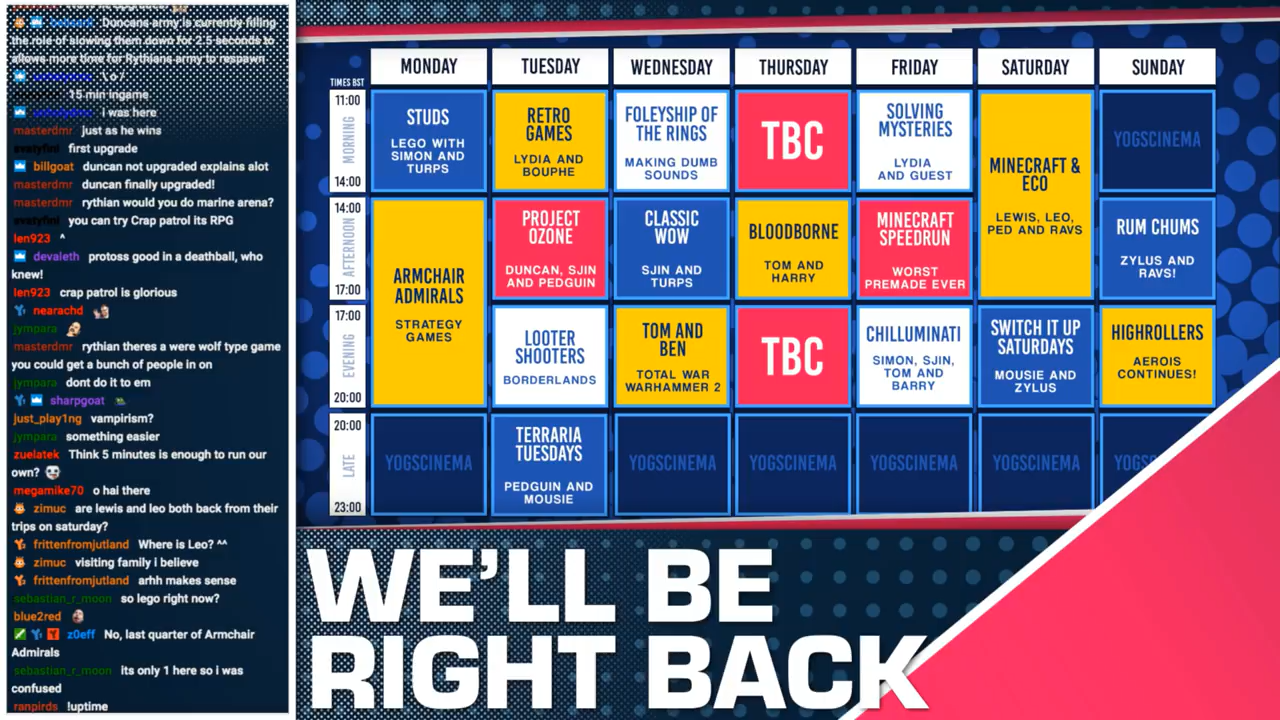 Duocans army is currently filling
the role of slowing them down for 2.5 seconds to
allows more time for Rythians army to respawn
\ o /
15 min ingame
i was here
masterdmr just as he wins
avatyfini first upgrade
billgoat duncan not upgraded explains alot
masterdmr duncan finally upgraded!
masterdmr rythian would you do marine arena?
avatyfini you can try Crap patrol its RPG
len923 ^
devaleth protoss good in a deathball, who
knew!
len923 crap patrol is glorious
nearachd
jympara
masterdmr rythian theres a were wolf type game
you could get a bunch of people in on
jympara dont do it to em
sharpgoat
just_play1ng vampirism?
jympara something easier
zuelatek Think 5 minutes is enough to run our
own?
megamike70 o hai there
zimuc are lewis and leo both back from their
trips on saturday?
frittenfromjutland Where is Leo? ^^
zimuc visiting family i believe
frittenfromjutland arhh makes sense
sebastian_r_moon so lego right now?
blue2red
z0eff No, last quarter of Armchair
Admirals
sebastian_r_moon its only 1 here so i was
confused
ranpirds !uptime
TIMES BST
MONDAY
TUESDAY
WEDNESDAY
THURSDAY
FRIDAY
SATURDAY
SUNDAY
11:00
MORNING
14:00
STUDS
LEGO WITH
SIMON AND
TURPS
RETRO
GAMES
LYDIA AND
BOUPHE
FOLEYSHIP OF
THE RINGS
MAKING DUMB
SOUNDS
TBC
SOLVING
MYSTERIES
LYDIA
AND GUEST
MINECRAFT &
ECO
LEWIS, LEO,
PED AND RAVS
YOGSCINEMA
14:00
AFTERNOON
17:00
ARMCHAIR
ADMIRALS
STRATEGY
GAMES
PROJECT
OZONE
DUNCAN, SJIN
AND PEDGUIN
CLASSIC
WOW
SJIN AND
TURPS
BLOODBORNE
TOM AND
HARRY
MINECRAFT
SPEEDRUN
WORST
PREMADE EVER
RUM CHUMS
ZYLUS AND
RAVS!
17:00
EVENING
20:00
LOOTER
SHOOTERS
BORDERLANDS
TOM AND
BEN
TOTAL WAR
WARHAMMER 2
TBC
CHILLUMINATI
SIMON, SJIN,
TOM AND
BARRY
SWITCH IT UP
SATURDAYS
MOUSIE AND
ZYLUS
HIGHROLLERS
AEROIS
CONTINUES!
20:00
LATE
23:00
YOGSCINEMA
TERRARIA
TUESDAYS
PEDGUIN AND
MOUSIE
YOGSCINEMA
YOGSCINEMA
YOGSCINEMA
YOGSCINEMA
YOGSC
WE'LL BE
RIGHT BACK